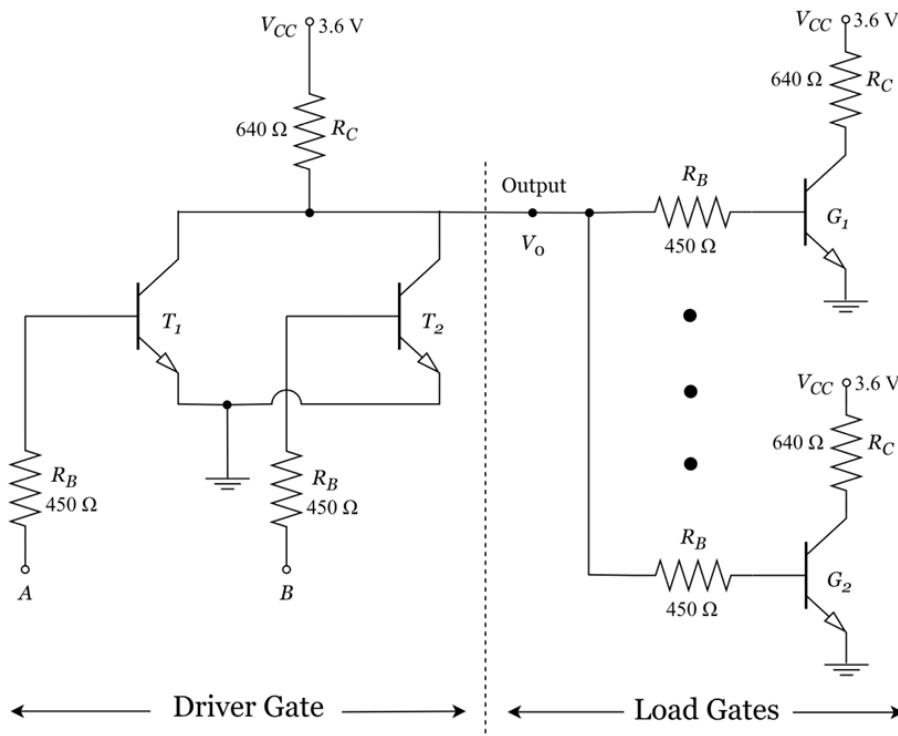 V_CC 3.6 V
640 Ω R_C
A
R_B
450 Ω
T_1
B
R_B
450 Ω
T_2
Output
V_o
R_B
450 Ω
V_CC 3.6 V
640 Ω R_C
G_1
R_B
450 Ω
V_CC 3.6 V
640 Ω R_C
G_2
Driver Gate
Load Gates